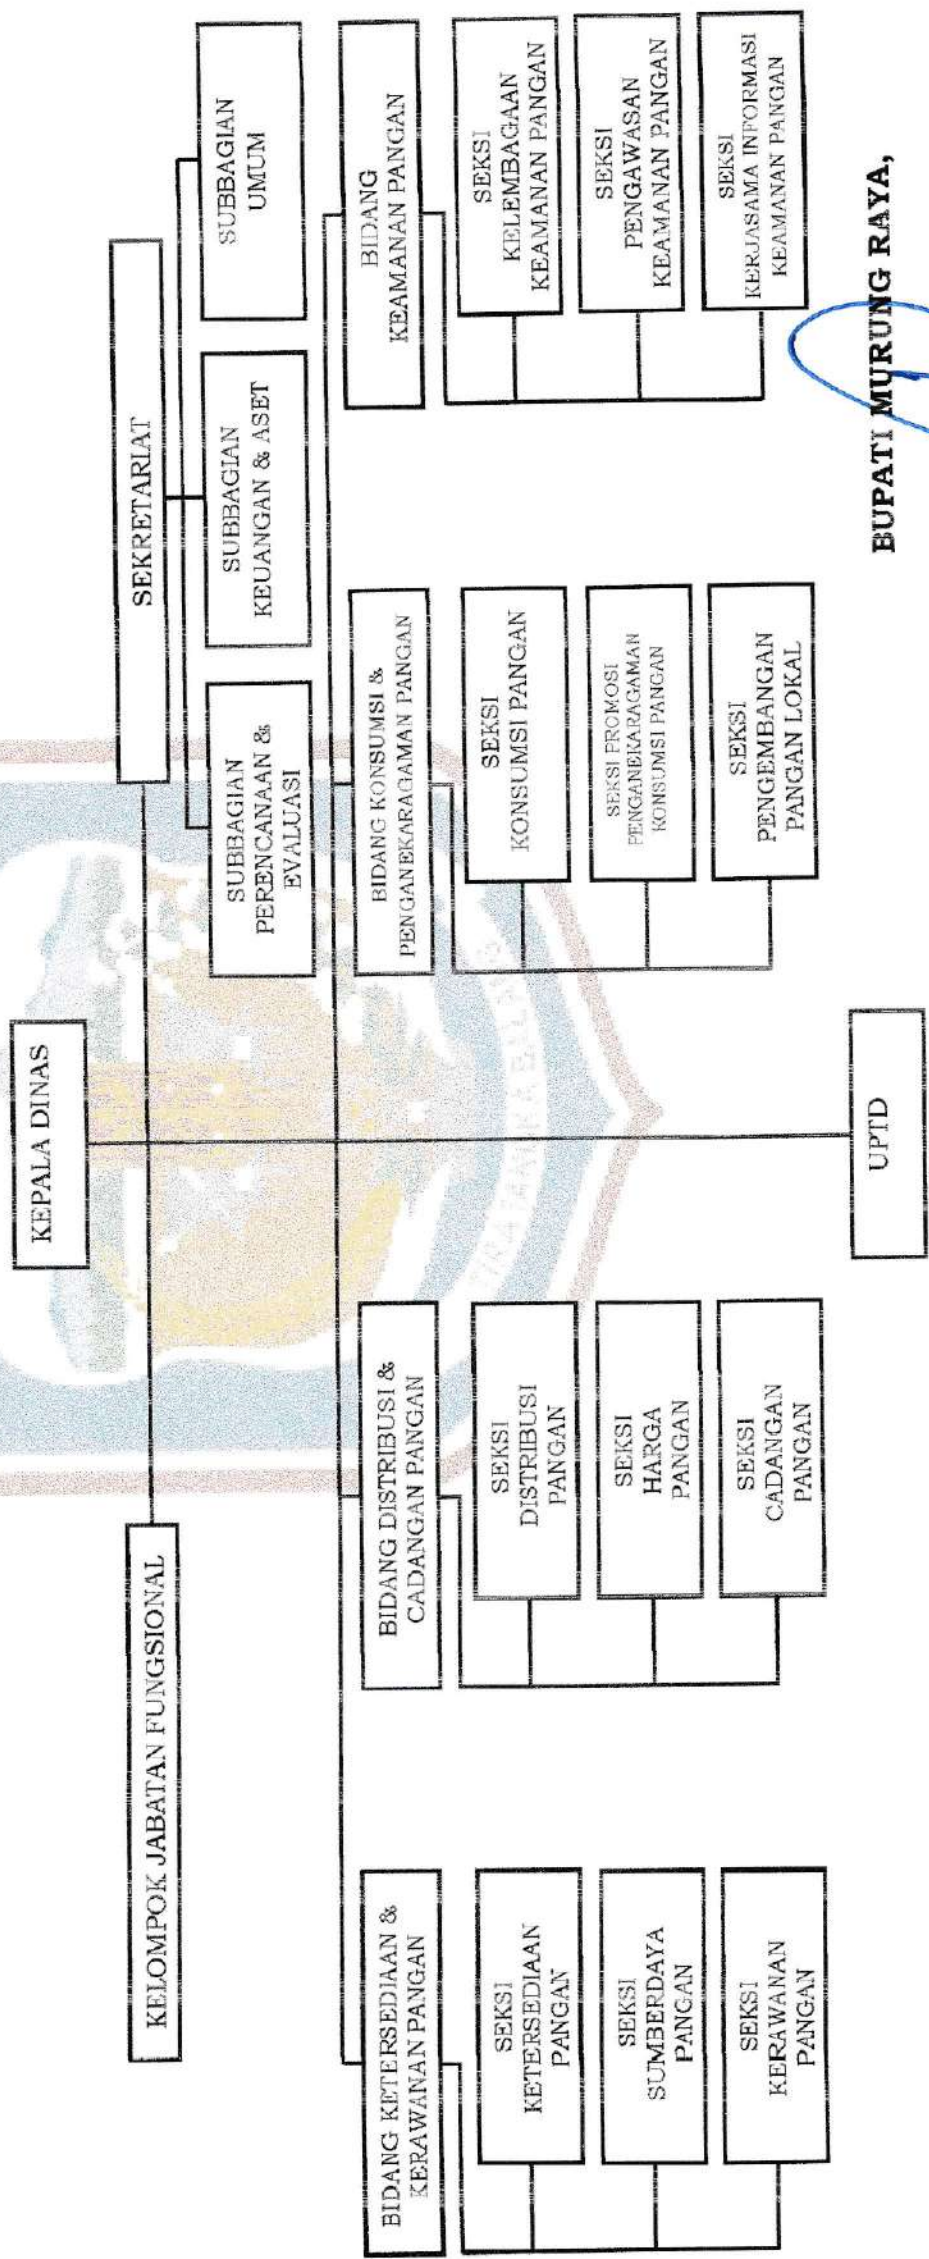 KEPALA DINAS
KELOMPOK JABATAN FUNGSIONAL
SEKRETARIAT
SUBBAGIAN
PERENCANAAN &
EVALUASI
SUBBAGIAN
KEUANGAN & ASET
SUBBAGIAN
UMUM
BIDANG KETERSEDIAAN &
KERAWANAN PANGAN
SEKSI
KETERSEDIAAN
PANGAN
SEKSI
SUMBERDAYA
PANGAN
SEKSI
KERAWANAN
PANGAN
BIDANG DISTRIBUSI &
CADANGAN PANGAN
SEKSI
DISTRIBUSI
PANGAN
SEKSI
HARGA
PANGAN
SEKSI
CADANGAN
PANGAN
BIDANG KONSUMSI &
PENGANEKARAGAMAN PANGAN
SEKSI
KONSUMSI PANGAN
SEKSI PROMOSI
PENGANEKARAGAMAN
KONSUMSI PANGAN
SEKSI
PENGEMBANGAN
PANGAN LOKAL
BIDANG
KEAMANAN PANGAN
SEKSI
KELEMBAGAAN
KEAMANAN PANGAN
SEKSI
PENGAWASAN
KEAMANAN PANGAN
SEKSI
KERJASAMA INFORMASI
KEAMANAN PANGAN
UPTD
BUPATI MURUNG RAYA,